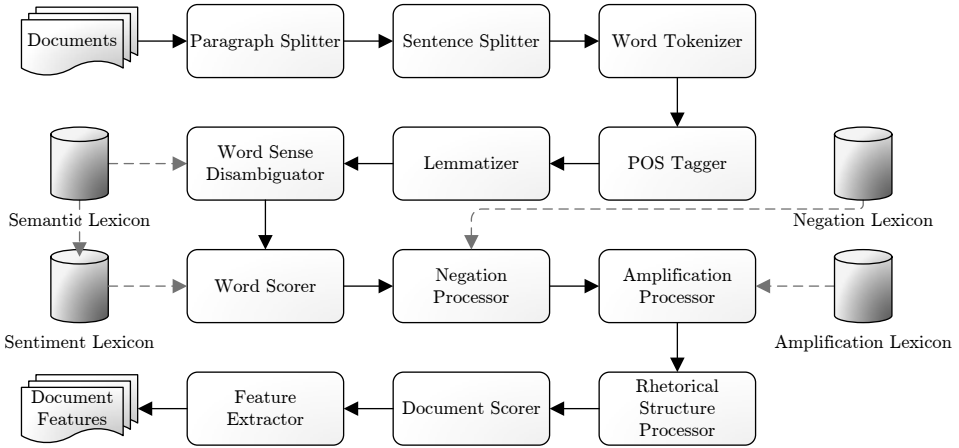 Documents
Paragraph Splitter
Sentence Splitter
Word Tokenizer
Word Sense
Disambiguator
Lemmatizer
POS Tagger
Semantic Lexicon
Negation Lexicon
Word Scorer
Negation
Processor
Amplification
Processor
Sentiment Lexicon
Amplification Lexicon
Document
Features
Feature
Extractor
Document Scorer
Rhetorical
Structure
Processor